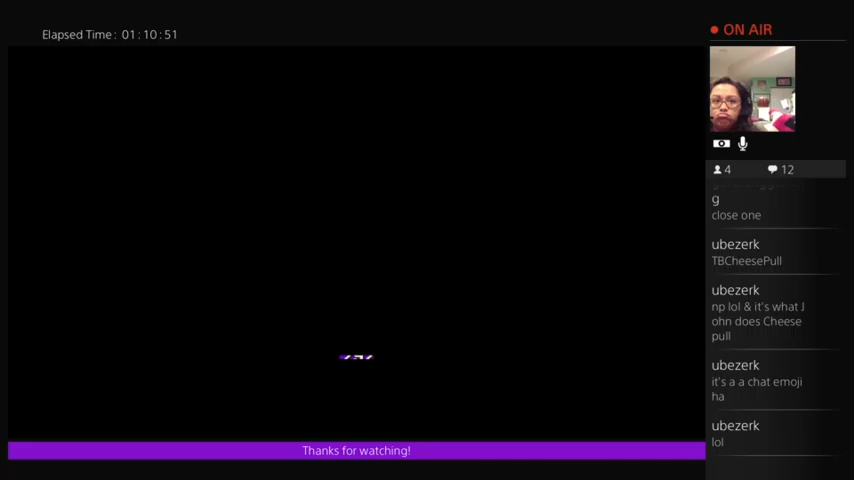 Elapsed Time: 01:10:51
ON AIR
4
12
g
close one
ubezerk
TBCheesePull
ubezerk
np lol & it's what J
ohn does Cheese
pull
ubezerk
it's a a chat emoji
ha
ubezerk
lol
Thanks for watching!